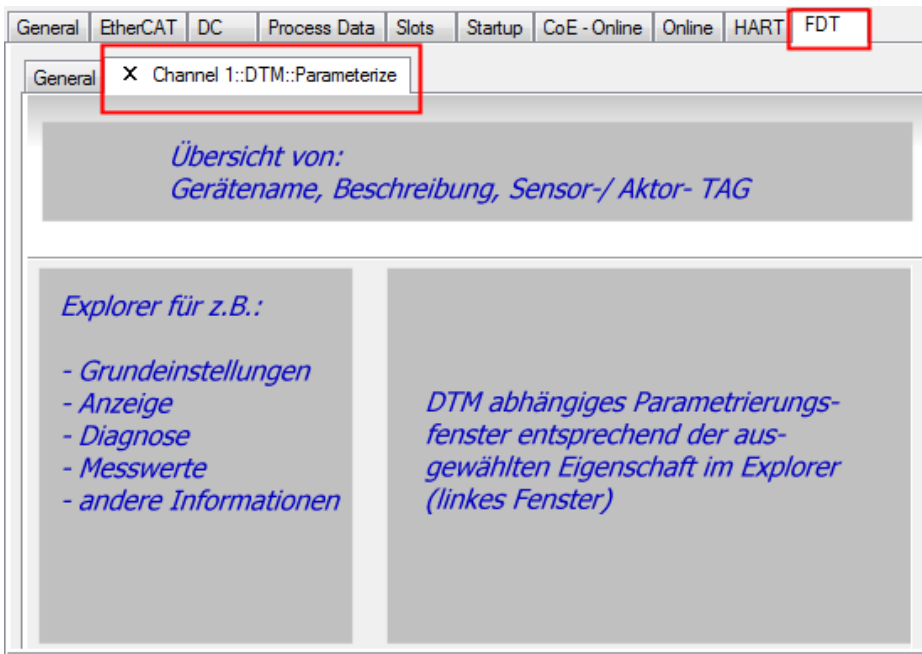 General EtherCAT DC Process Data Slots Startup CoE - Online Online HART FDT
General X Channel 1::DTM::Parameterize
Übersicht von:
Gerätename, Beschreibung, Sensor-/ Aktor- TAG
Explorer für z.B.:
- Grundeinstellungen
- Anzeige
- Diagnose
- Messwerte
- andere Informationen
DTM abhängiges Parametrierungs-
fenster entsprechend der aus-
gewählten Eigenschaft im Explorer
(linkes Fenster)